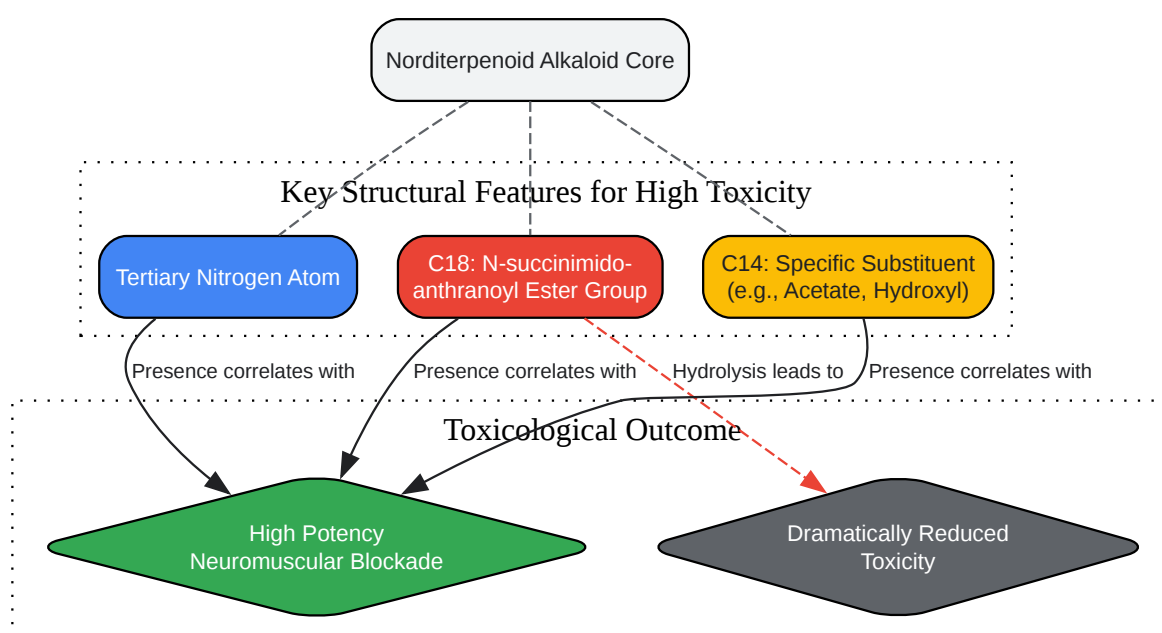 Norditerpenoid Alkaloid Core
Key Structural Features for High Toxicity
Tertiary Nitrogen Atom
C18: N-succinimido-
anthranoyl Ester Group
C14: Specific Substituent
(e.g., Acetate, Hydroxyl)
Presence correlates with
Presence correlates with
Hydrolysis leads to
Presence correlates with
Toxicological Outcome
High Potency
Neuromuscular Blockade
Dramatically Reduced
Toxicity